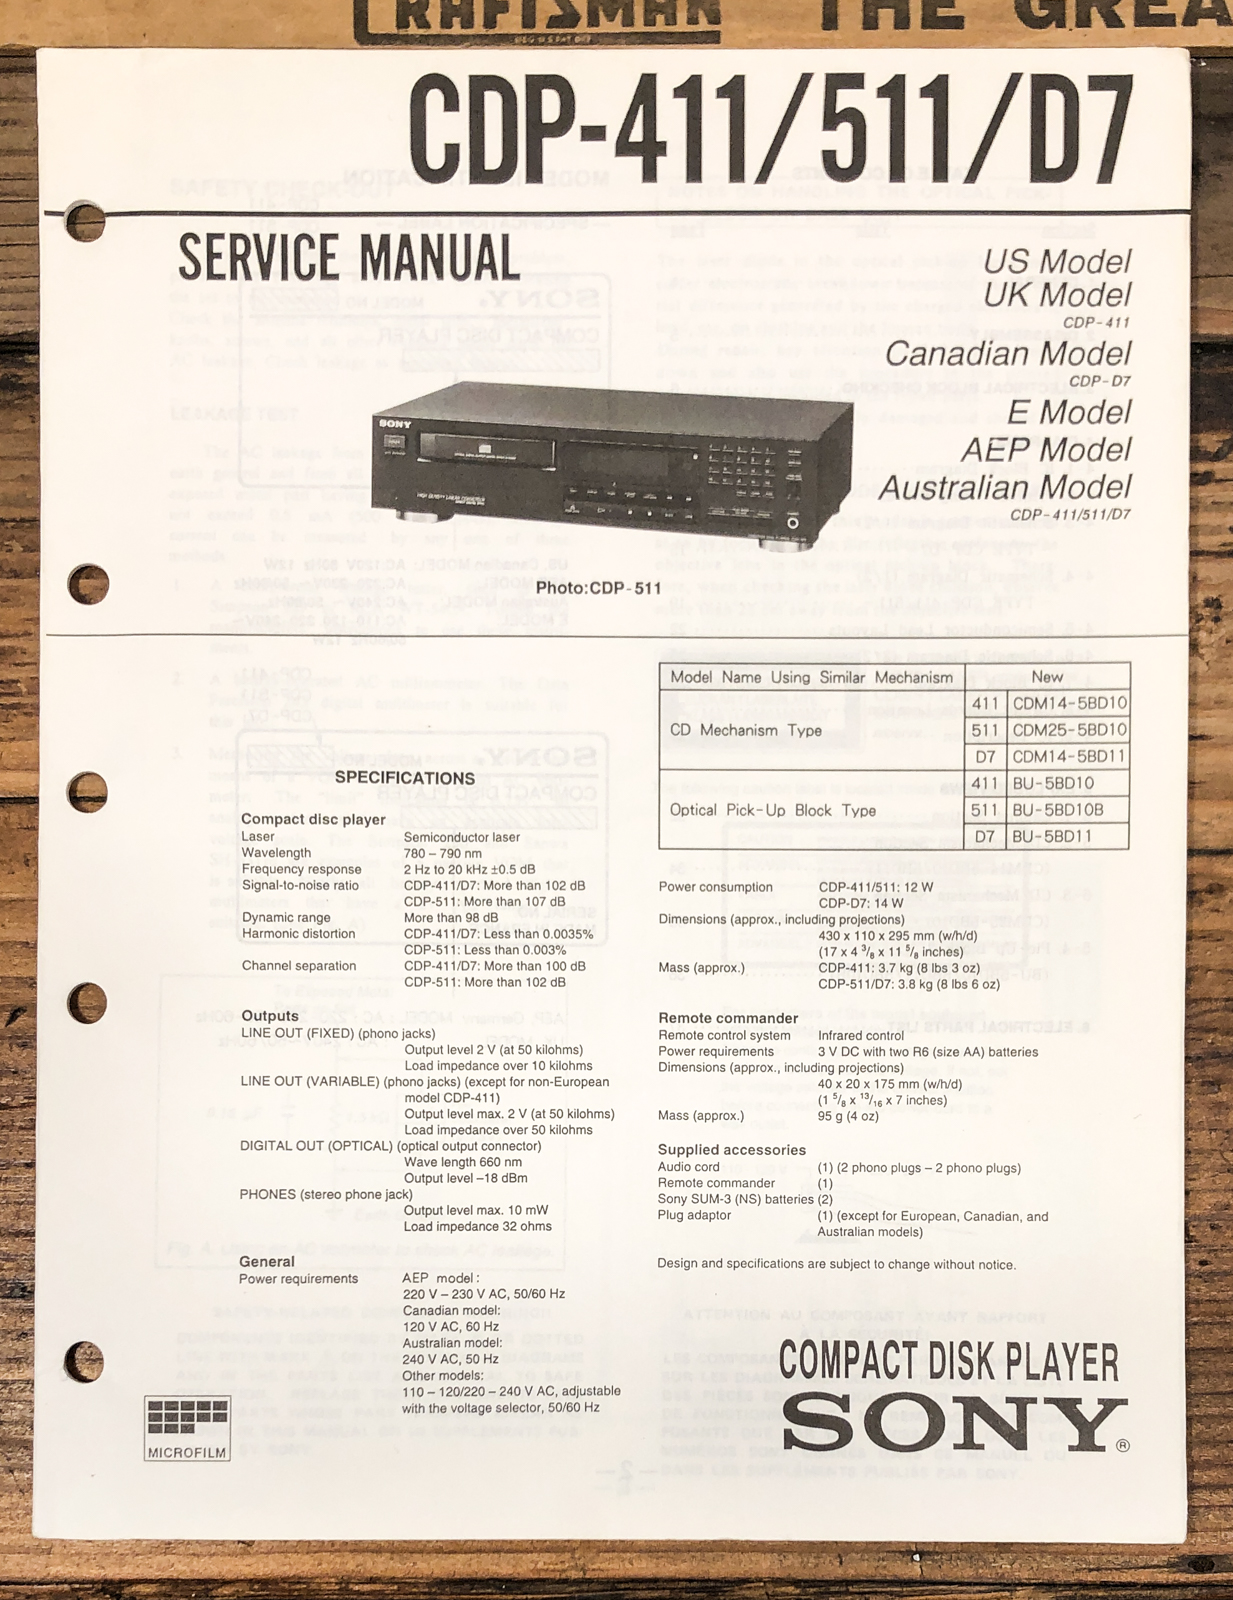 CRAFTSMAN THE GREA
CDP-411/511/D7
SERVICE MANUAL
US Model
UK Model
CDP-411
Canadian Model
CDP-D7
E Model
AEP Model
Australian Model
CDP-411/511/D7
SONY
Photo:CDP-511
Model Name Using Similar Mechanism New
CD Mechanism Type 411 CDM14-5BD10
511 CDM25-5BD10
D7 CDM14-5BD11
Optical Pick-Up Block Type 411 BU-5BD10
511 BU-5BD10B
D7 BU-5BD11
SPECIFICATIONS
Compact disc player
Laser Semiconductor laser
Wavelength 780 – 790 nm
Frequency response 2 Hz to 20 kHz ±0.5 dB
Signal-to-noise ratio CDP-411/D7: More than 102 dB
CDP-511: More than 107 dB
Dynamic range More than 98 dB
Harmonic distortion CDP-411/D7: Less than 0.0035%
CDP-511: Less than 0.003%
Channel separation CDP-411/D7: More than 100 dB
CDP-511: More than 102 dB
Outputs
LINE OUT (FIXED) (phono jacks)
Output level 2 V (at 50 kilohms)
Load impedance over 10 kilohms
LINE OUT (VARIABLE) (phono jacks) (except for non-European
model CDP-411)
Output level max. 2 V (at 50 kilohms)
Load impedance over 50 kilohms
DIGITAL OUT (OPTICAL) (optical output connector)
Wave length 660 nm
Output level –18 dBm
PHONES (stereo phone jack)
Output level max. 10 mW
Load impedance 32 ohms
General
Power requirements AEP model:
220 V – 230 V AC, 50/60 Hz
Canadian model:
120 V AC, 60 Hz
Australian model:
240 V AC, 50 Hz
Other models:
110 – 120/220 – 240 V AC, adjustable
with the voltage selector, 50/60 Hz
Power consumption CDP-411/511: 12 W
CDP-D7: 14 W
Dimensions (approx., including projections)
430 x 110 x 295 mm (w/h/d)
(17 x 4 3/8 x 11 5/8 inches)
Mass (approx.) CDP-411: 3.7 kg (8 lbs 3 oz)
CDP-511/D7: 3.8 kg (8 lbs 6 oz)
Remote commander
Remote control system Infrared control
Power requirements 3 V DC with two R6 (size AA) batteries
Dimensions (approx., including projections)
40 x 20 x 175 mm (w/h/d)
(1 5/8 x 13/16 x 7 inches)
Mass (approx.) 95 g (4 oz)
Supplied accessories
Audio cord (1) (2 phono plugs – 2 phono plugs)
Remote commander (1)
Sony SUM-3 (NS) batteries (2)
Plug adaptor (1) (except for European, Canadian, and
Australian models)
Design and specifications are subject to change without notice.
MICROFILM
COMPACT DISK PLAYER
SONY®